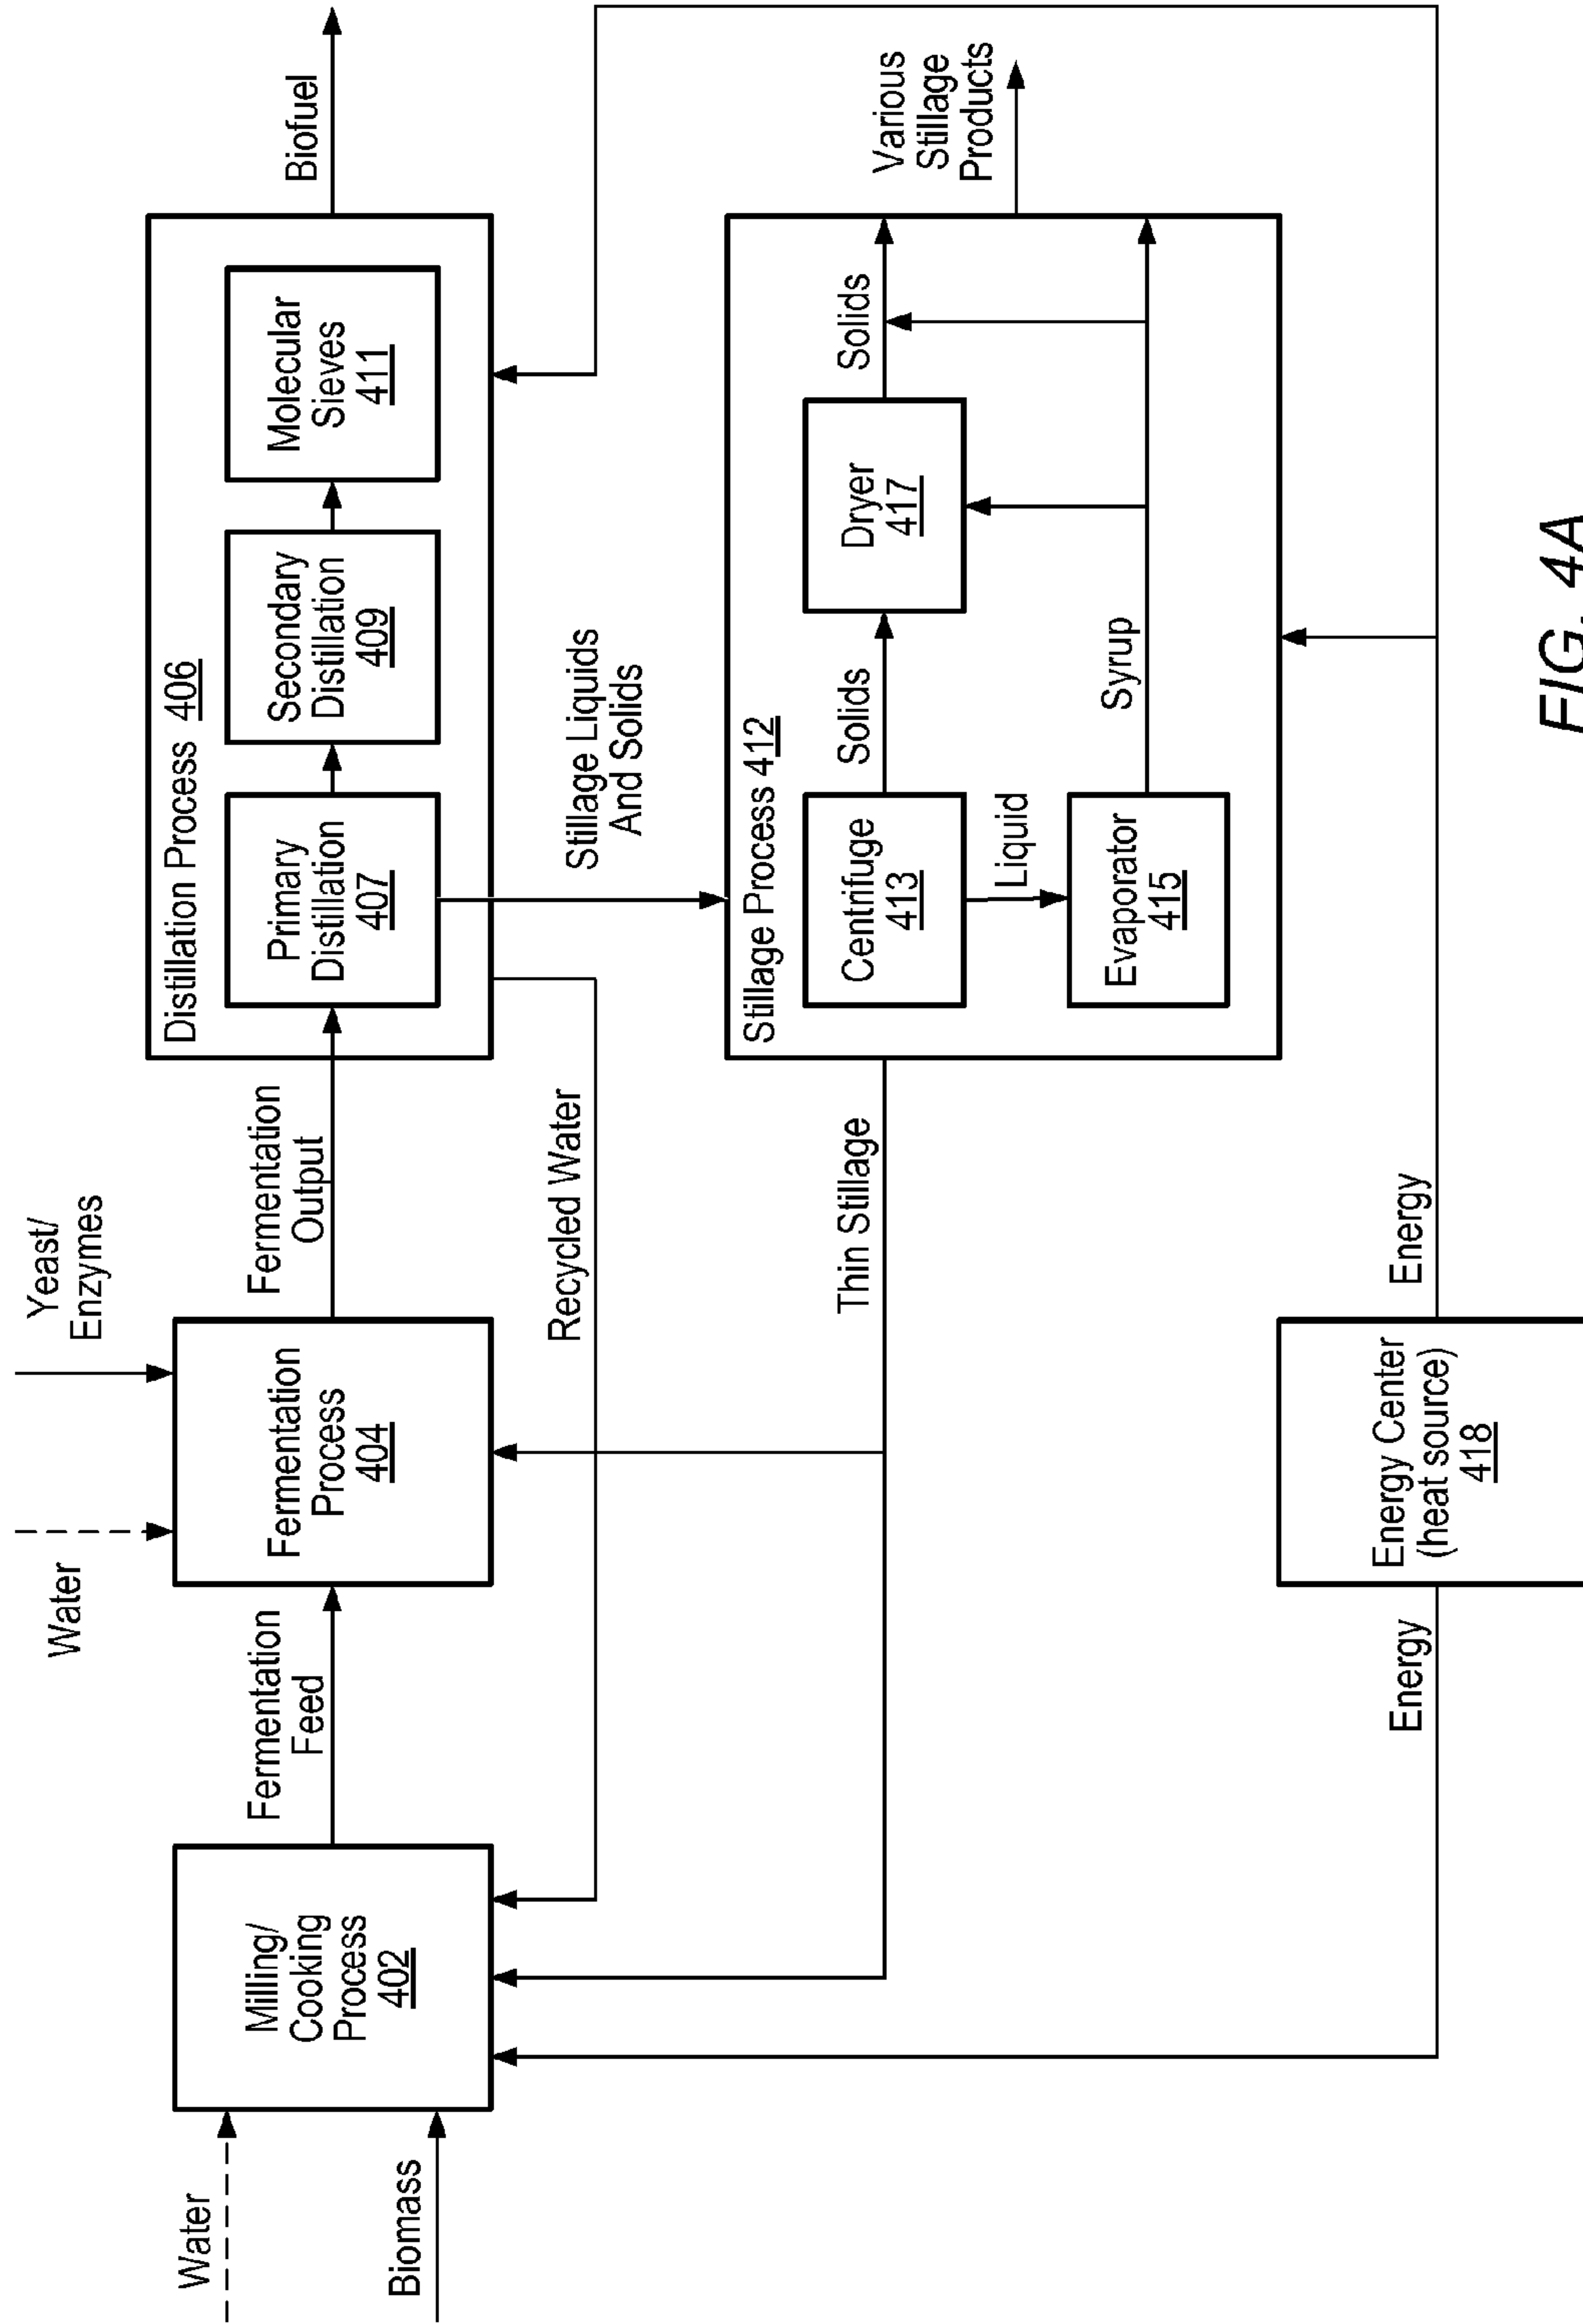 Yeast/
Enzymes
Water
Water
Biomass
Milling/
Cooking
Process
402
Fermentation
Feed
Fermentation
Process
404
Fermentation
Output
Distillation Process 406
Primary
Distillation
407
Secondary
Distillation
409
Molecular
Sieves
411
Biofuel
Recycled Water
Stillage Liquids
And Solids
Thin Stillage
Stillage Process 412
Centrifuge
413
Solids
Dryer
417
Solids
Liquid
Evaporator
415
Syrup
Various
Stillage
Products
Energy
Energy Center
(heat source)
418
Energy
FIG. 4A